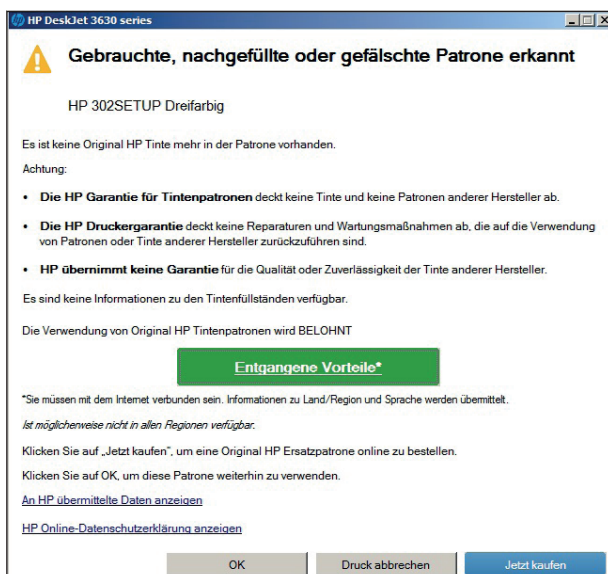 HP DeskJet 3630 series
Gebrauchte, nachgefüllte oder gefälschte Patrone erkannt
HP 302SETUP Dreifarbig
Es ist keine Original HP Tinte mehr in der Patrone vorhanden.
Achtung:
• Die HP Garantie für Tintenpatronen deckt keine Tinte und keine Patronen anderer Hersteller ab.
• Die HP Druckergarantie deckt keine Reparaturen und Wartungsmaßnahmen ab, die auf die Verwendung
von Patronen oder Tinte anderer Hersteller zurückzuführen sind.
• HP übernimmt keine Garantie für die Qualität oder Zuverlässigkeit der Tinte anderer Hersteller.
Es sind keine Informationen zu den Tintenfüllständen verfügbar.
Die Verwendung von Original HP Tintenpatronen wird BELOHNT
Entgangene Vorteile*
*Sie müssen mit dem Internet verbunden sein. Informationen zu Land/Region und Sprache werden übermittelt.
Ist möglicherweise nicht in allen Regionen verfügbar.
Klicken Sie auf „Jetzt kaufen“, um eine Original HP Ersatzpatrone online zu bestellen.
Klicken Sie auf OK, um diese Patrone weiterhin zu verwenden.
An HP übermittelte Daten anzeigen
HP Online-Datenschutzerklärung anzeigen
OK Druck abbrechen Jetzt kaufen